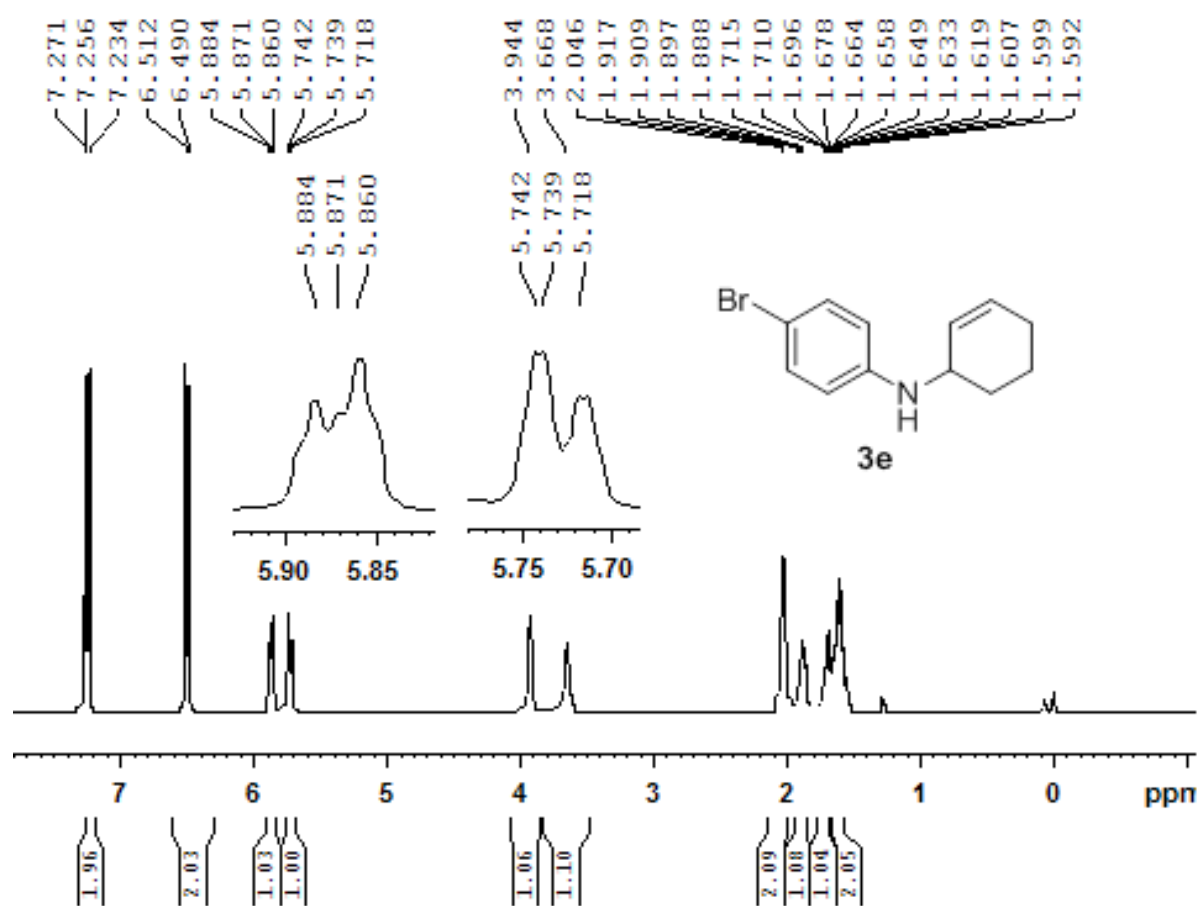 7.271 7.256 7.234 6.512 6.490 5.884 5.871 5.860 5.742 5.739 5.718 3.944 3.668 2.046 1.917 1.909 1.897 1.888 1.715 1.710 1.696 1.678 1.664 1.658 1.649 1.633 1.619 1.607 1.599 1.592
5.884 5.871 5.860 5.742 5.739 5.718
Br
N
H
3e
5.90 5.85 5.75 5.70
7 6 5 4 3 2 1 0 ppm
1.96 2.03 1.03 1.00 1.06 1.10 2.09 1.08 1.04 2.05